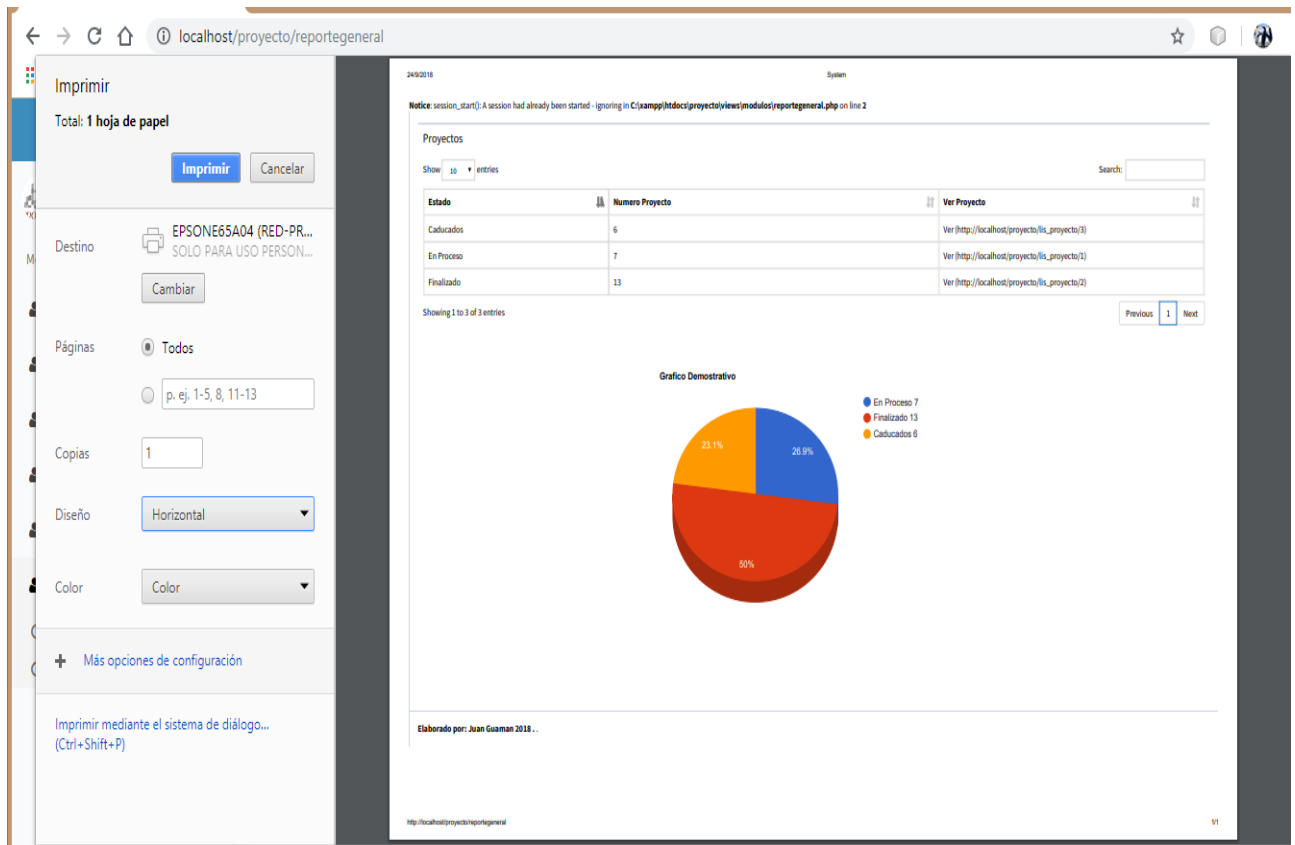 localhost/proyecto/reportegeneral
Imprimir
Total: 1 hoja de papel
Imprimir
Cancelar
Destino
EPSONE65A04 (RED-PR...
SOLO PARA USO PERSON...
Cambiar
Páginas
Todos
p. ej. 1-5, 8, 11-13
Copias
1
Diseño
Horizontal
Color
Color
+ Más opciones de configuración
Imprimir mediante el sistema de diálogo...
(Ctrl+Shift+P)
24/9/2018
System
Notice: session_start(): A session had already been started - ignoring in C:\xampp\htdocs\proyecto\views\modulos\reportegeneral.php on line 2
Proyectos
Show 10 entries
Search:
Estado Numero Proyecto Ver Proyecto
Caducados 6 Ver (http://localhost/proyecto/lis_proyecto/3)
En Proceso 7 Ver (http://localhost/proyecto/lis_proyecto/1)
Finalizado 13 Ver (http://localhost/proyecto/lis_proyecto/2)
Showing 1 to 3 of 3 entries
Previous 1 Next
Grafico Demostrativo
En Proceso 7
Finalizado 13
Caducados 6
23.1%
26.9%
50%
Elaborado por: Juan Guaman 2018 . .
http://localhost/proyecto/reportegeneral
1/1